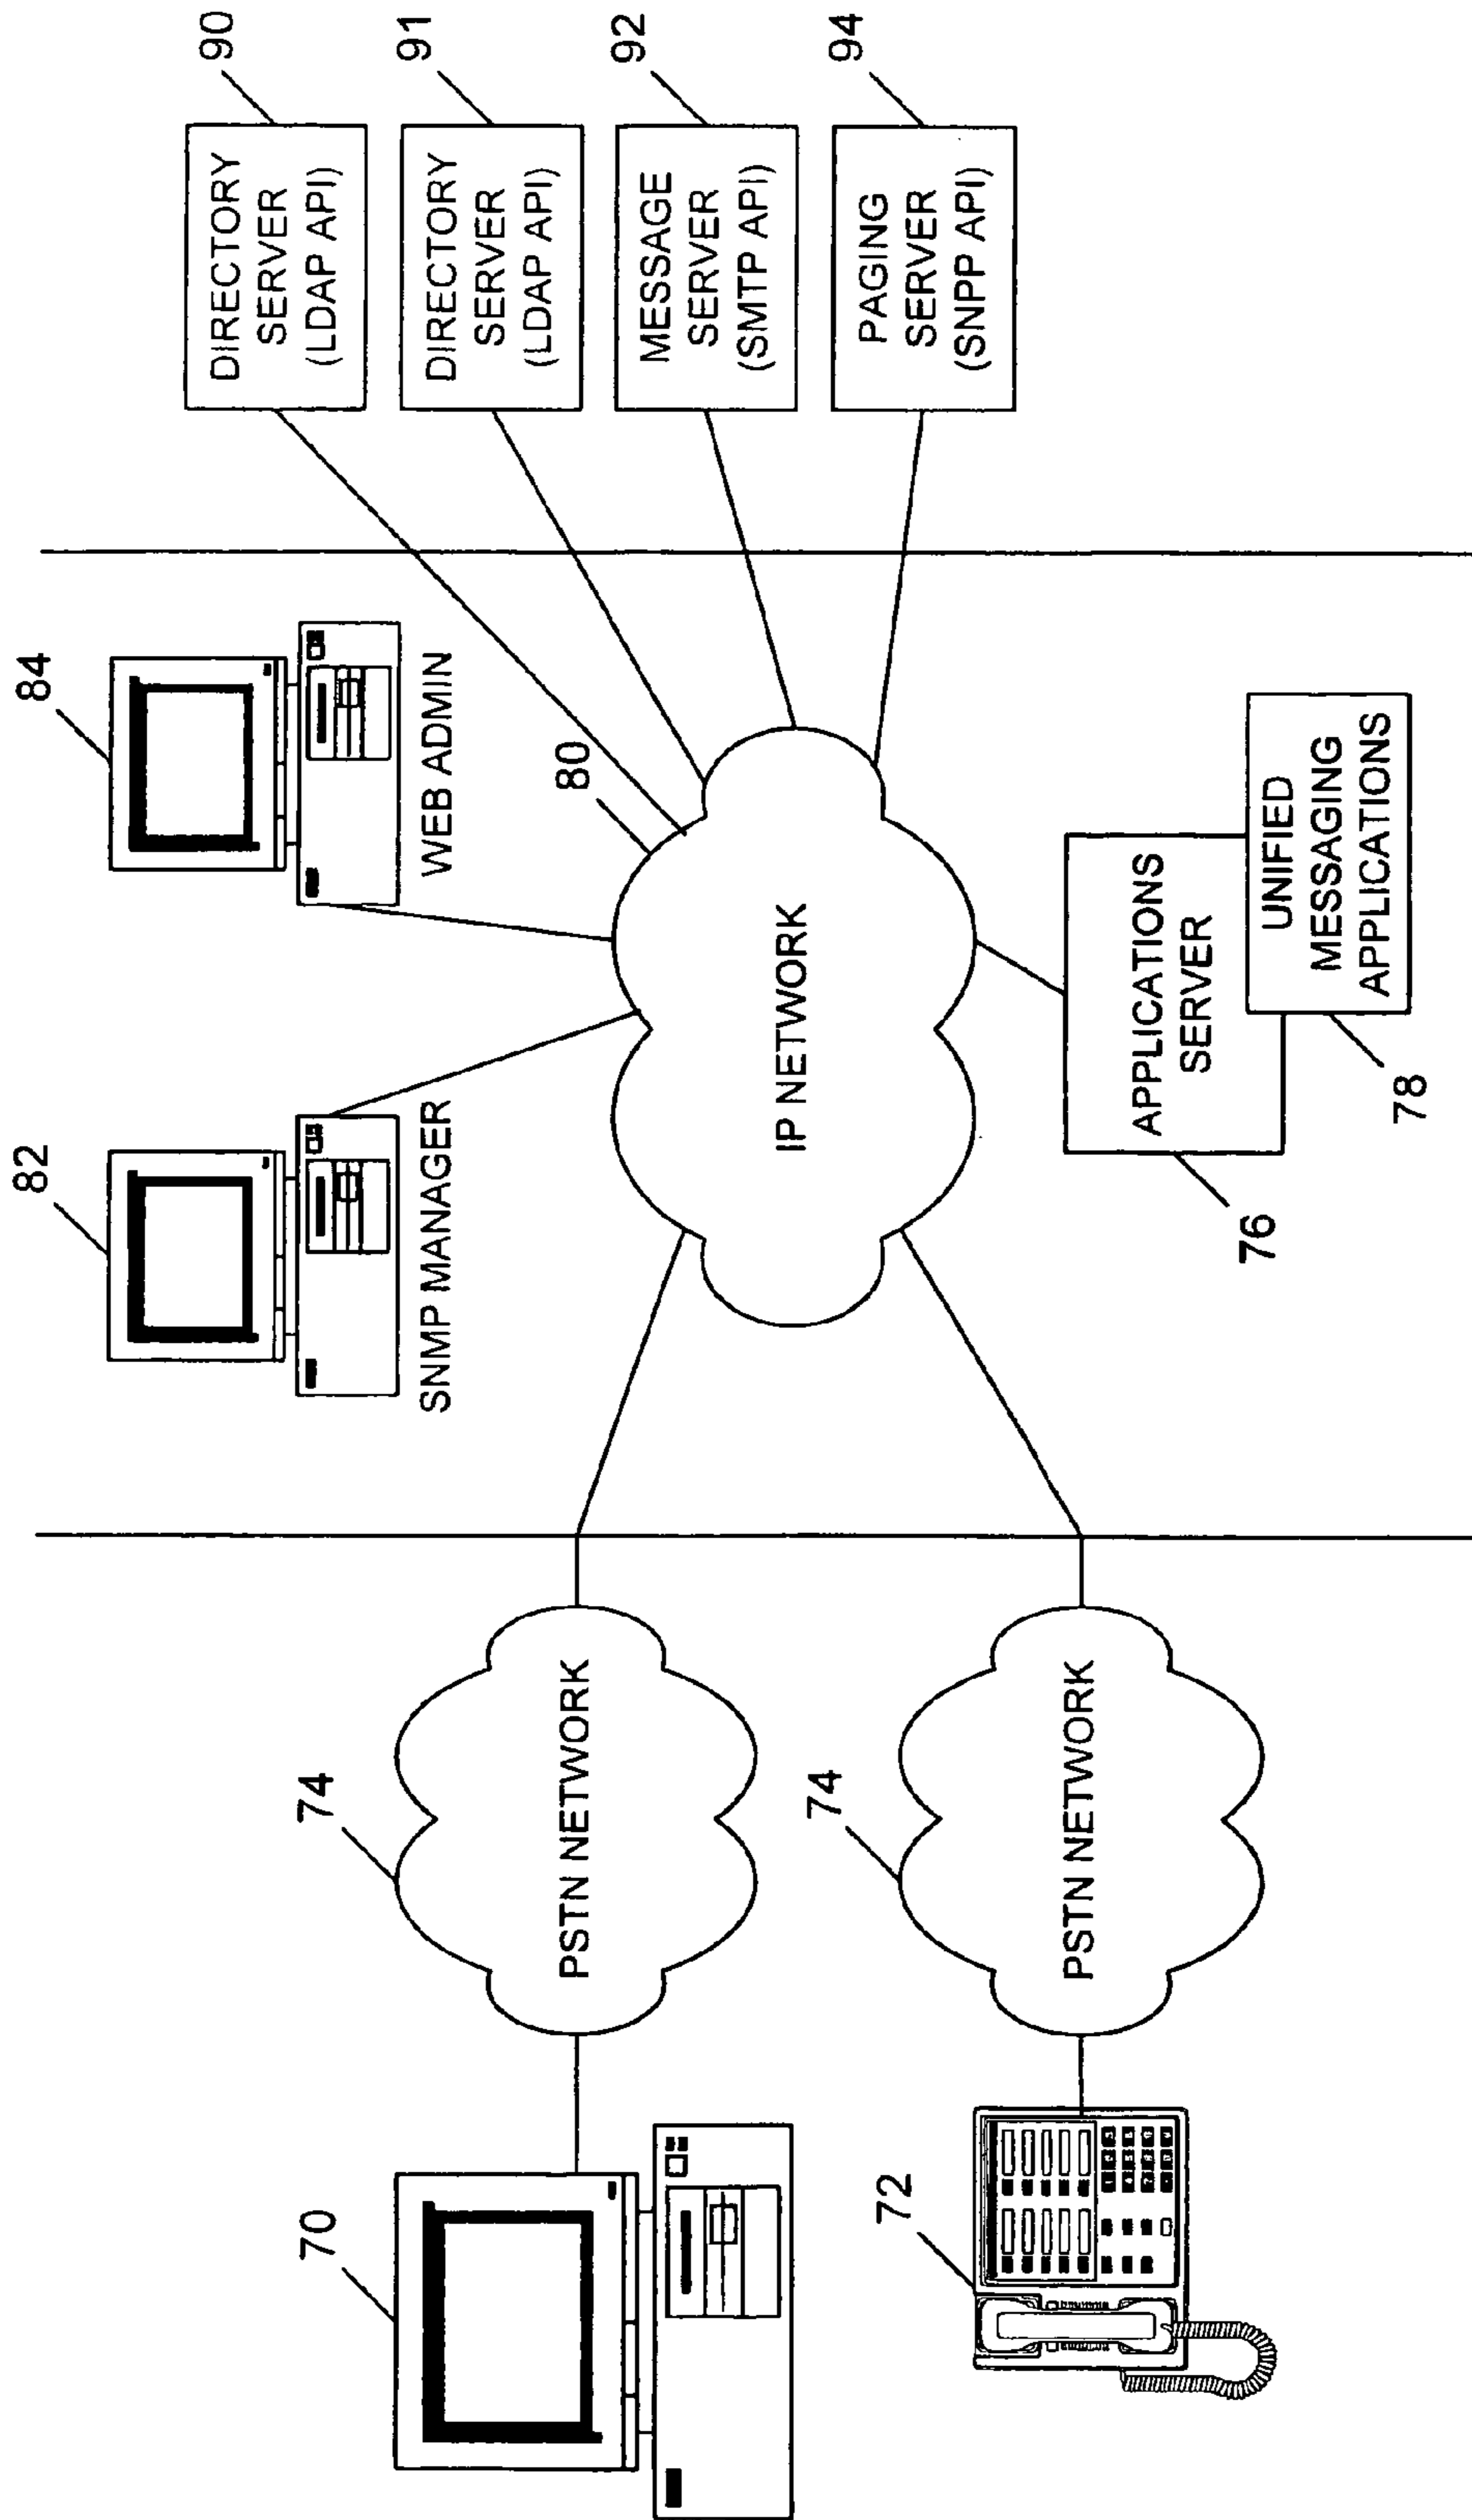 70
72
74
PSTN NETWORK
74
PSTN NETWORK
82
SNMP MANAGER
84
WEB ADMIN
80
IP NETWORK
APPLICATIONS
SERVER
76
UNIFIED
MESSAGING
APPLICATIONS
78
90
DIRECTORY
SERVER
(LDAP API)
91
DIRECTORY
SERVER
(LDAP API)
92
MESSAGE
SERVER
(SMTP API)
94
PAGING
SERVER
(SNPP API)